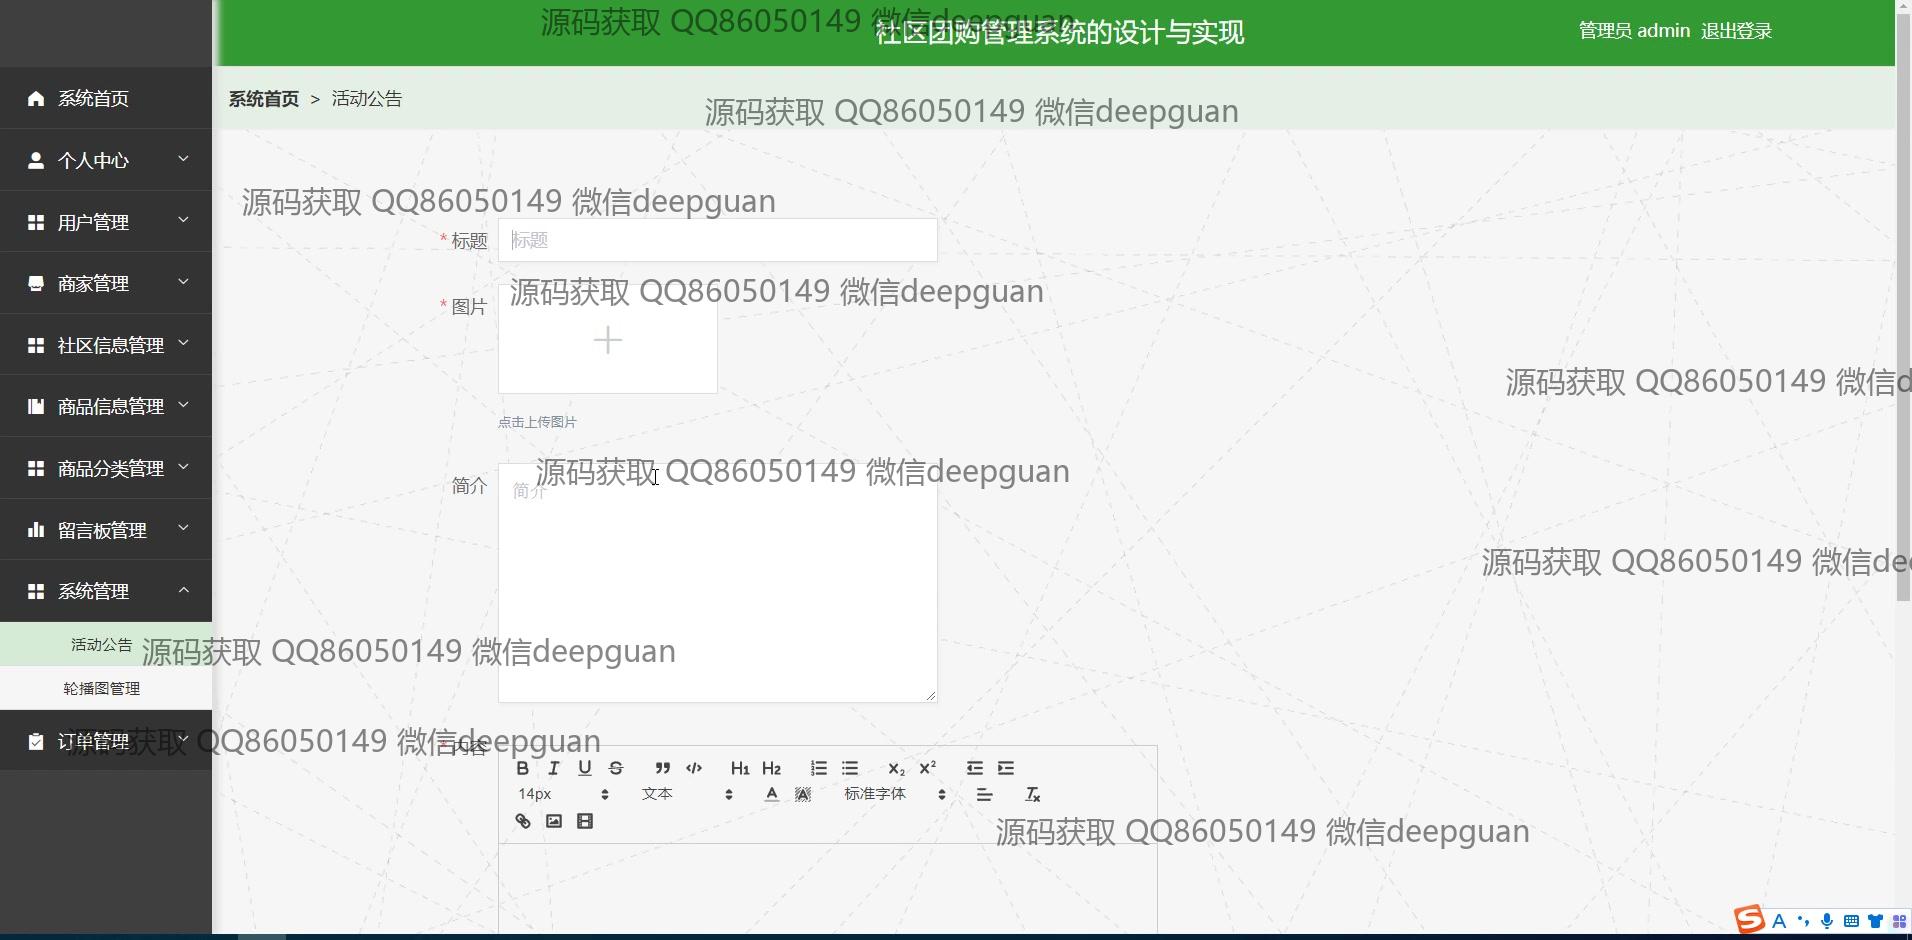 源码获取 QQ86050149 微信deepguan
社区团购管理系统的设计与实现
管理员 admin 退出登录
系统首页
系统首页 > 活动公告
源码获取 QQ86050149 微信deepguan
个人中心
源码获取 QQ86050149 微信deepguan
用户管理
* 标题
标题
商家管理
源码获取 QQ86050149 微信deepguan
* 图片
社区信息管理
源码获取 QQ86050149 微信d
商品信息管理
点击上传图片
商品分类管理
源码获取 QQ86050149 微信deepguan
简介
简介
留言板管理
源码获取 QQ86050149 微信dee
系统管理
活动公告
源码获取 QQ86050149 微信deepguan
轮播图管理
订单管理
源码获取 QQ86050149 微信deepguan
* 内容
B I U S H1 H2 X2 X2
14px 文本 A A 标准字体 Tx
源码获取 QQ86050149 微信deepguan
S A